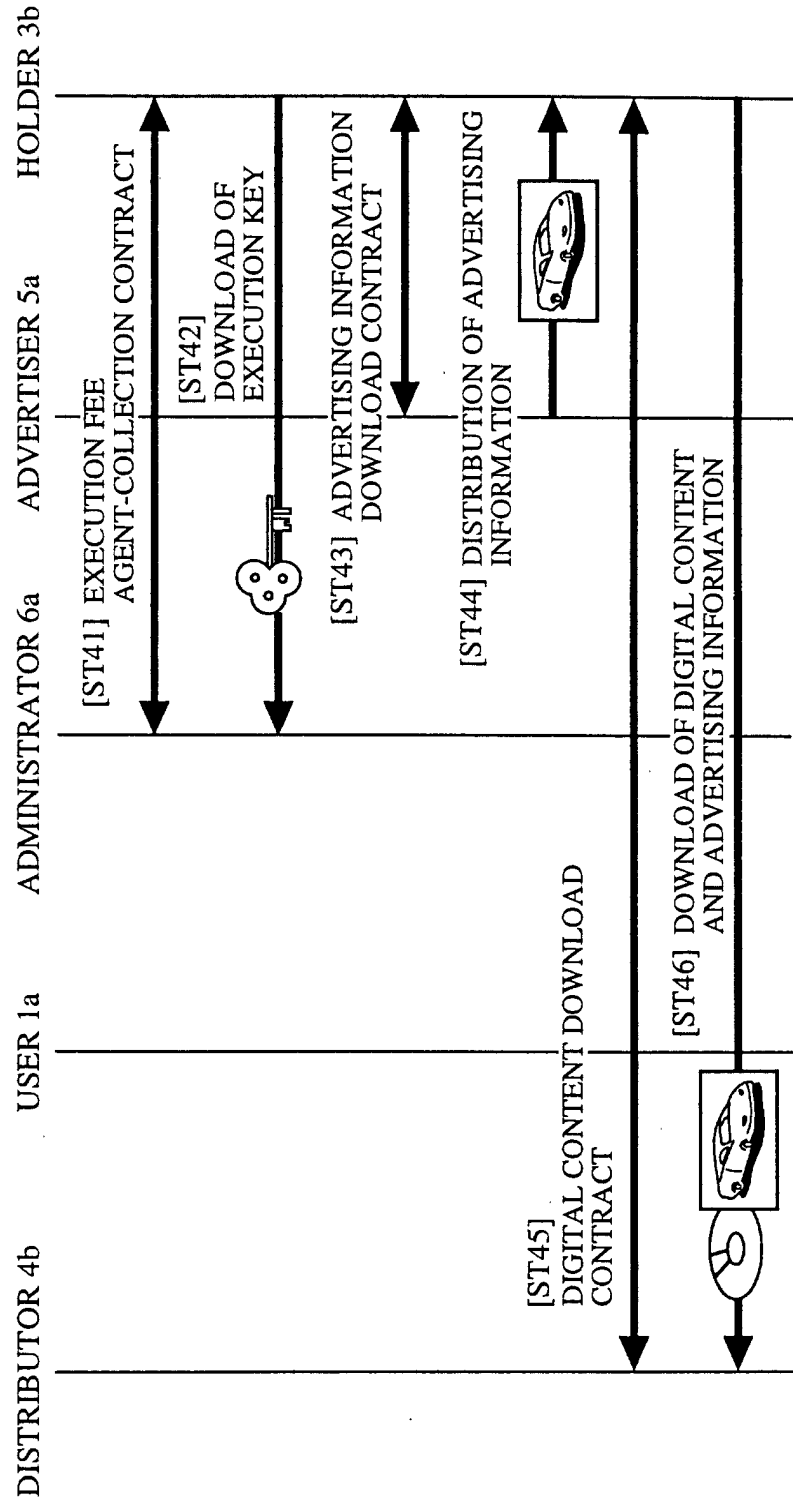 DISTRIBUTOR 4b
USER 1a
ADMINISTRATOR 6a
ADVERTISER 5a
HOLDER 3b
[ST41] EXECUTION FEE
AGENT-COLLECTION CONTRACT
[ST42]
DOWNLOAD OF
EXECUTION KEY
[ST43] ADVERTISING INFORMATION
DOWNLOAD CONTRACT
[ST44] DISTRIBUTION OF ADVERTISING
INFORMATION
[ST45]
DIGITAL CONTENT DOWNLOAD
CONTRACT
[ST46] DOWNLOAD OF DIGITAL CONTENT
AND ADVERTISING INFORMATION